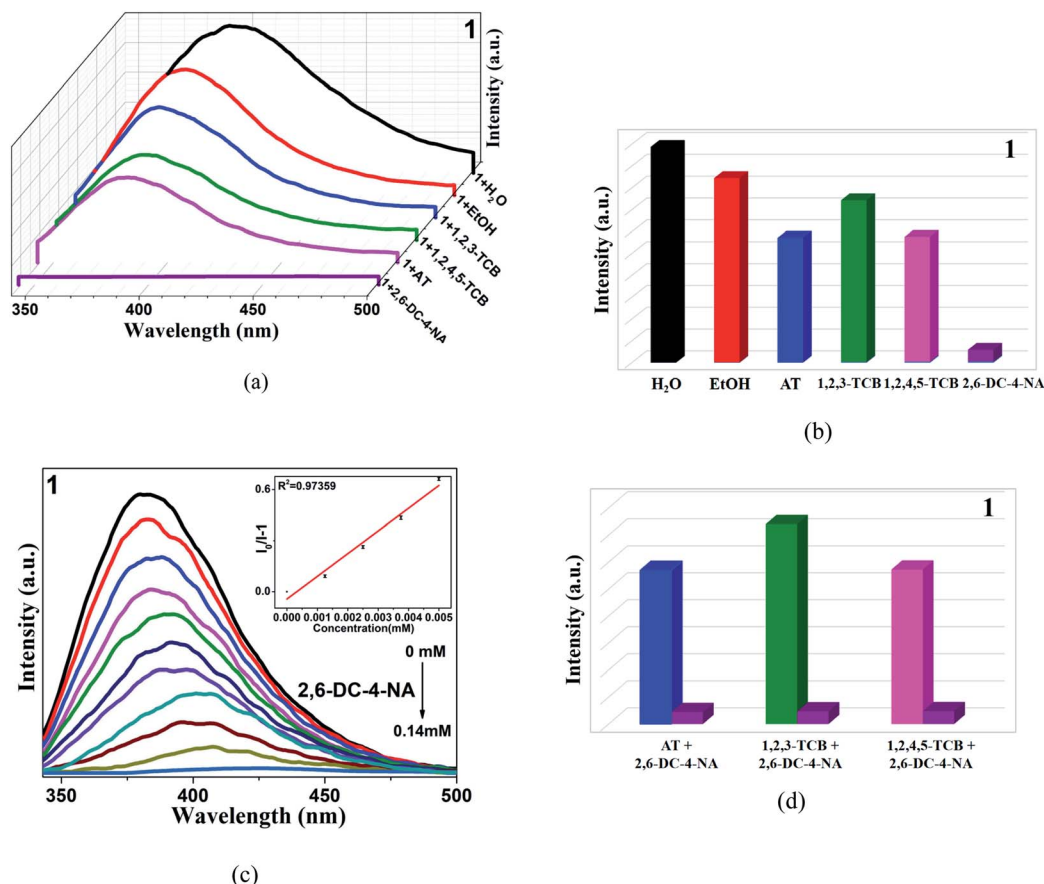 1
Intensity (a.u.)
1+H₂O
1+EtOH
1+1,2,3-TCB
1+1,2,4,5-TCB
1+AT
1+2,6-DC-4-NA
350 400 450 500
Wavelength (nm)
(a)
1
Intensity (a.u.)
H₂O EtOH AT 1,2,3-TCB 1,2,4,5-TCB 2,6-DC-4-NA
(b)
1
Intensity (a.u.)
R²=0.97359
I₀/I-1
0.6
0.0
0.000 0.001 0.002 0.003 0.004 0.005
Concentration(mM)
0 mM
2,6-DC-4-NA
0.14mM
350 400 450 500
Wavelength (nm)
(c)
1
Intensity (a.u.)
AT + 1,2,3-TCB + 1,2,4,5-TCB +
2,6-DC-4-NA 2,6-DC-4-NA 2,6-DC-4-NA
(d)